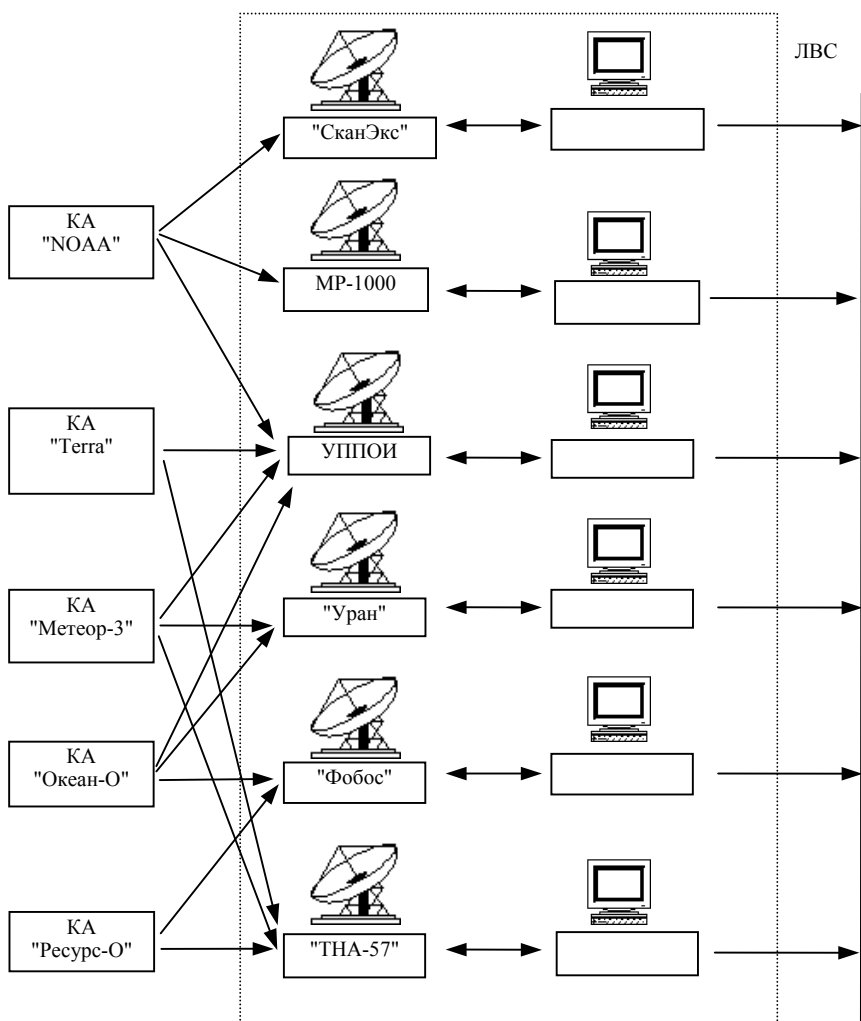 ЛВС
"СканЭкс"
КА
"NOAA"
МР-1000
КА
"Terra"
УППОИ
КА
"Метеор-3"
"Уран"
КА
"Океан-О"
"Фобос"
КА
"Ресурс-О"
"ТНА-57"